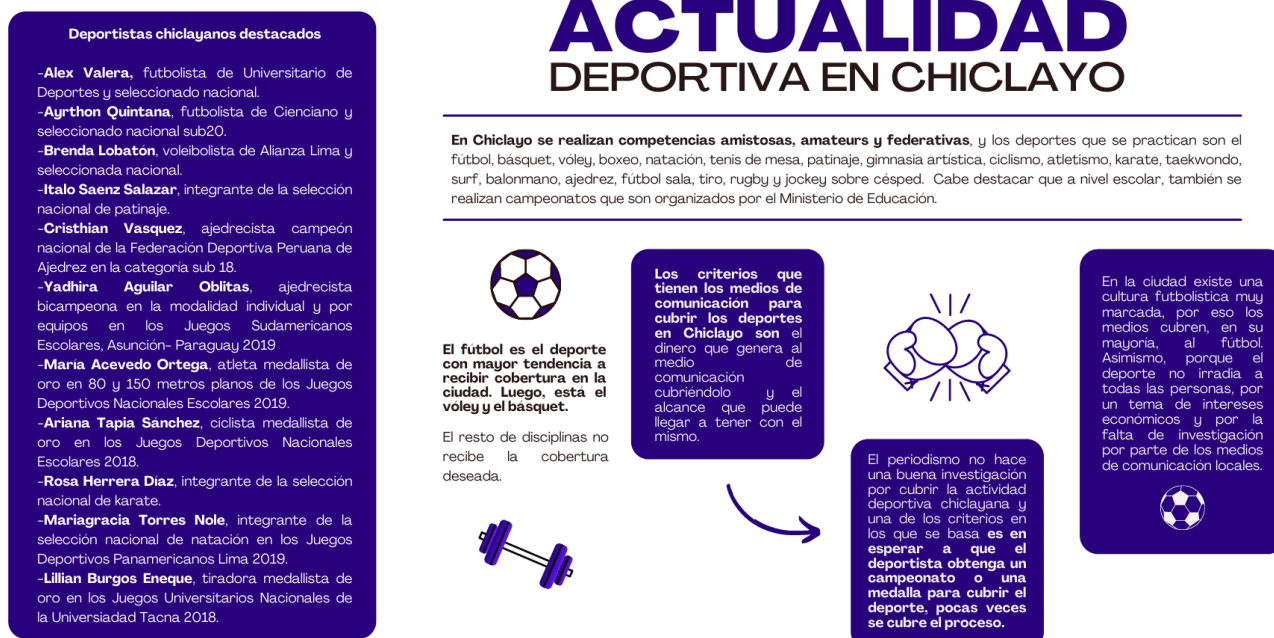 Deportistas chiclayanos destacados
-Alex Valera, futbolista de Universitario de
Deportes y seleccionado nacional.
-Ayrthon Quintana, futbolista de Cienciano y
seleccionado nacional sub20.
-Brenda Lobatón, voleibolista de Alianza Lima y
seleccionada nacional.
-Italo Saenz Salazar, integrante de la selección
nacional de patinaje.
-Cristhian Vasquez, ajedrecista campeón
nacional de la Federación Deportiva Peruana de
Ajedrez en la categoría sub 18.
-Yadhira Aguilar Oblitas, ajedrecista
bicampeona en la modalidad individual y por
equipos en los Juegos Sudamericanos
Escolares, Asunción- Paraguay 2019
-María Acevedo Ortega, atleta medallista de
oro en 80 y 150 metros planos de los Juegos
Deportivos Nacionales Escolares 2019.
-Ariana Tapia Sánchez, ciclista medallista de
oro en los Juegos Deportivos Nacionales
Escolares 2018.
-Rosa Herrera Díaz, integrante de la selección
nacional de karate.
-Mariagracia Torres Nole, integrante de la
selección nacional de natación en los Juegos
Deportivos Panamericanos Lima 2019.
-Lillian Burgos Eneque, tiradora medallista de
oro en los Juegos Universitarios Nacionales de
la Universiadad Tacna 2018.
ACTUALIDAD
DEPORTIVA EN CHICLAYO
En Chiclayo se realizan competencias amistosas, amateurs y federativas, y los deportes que se practican son el
fútbol, básquet, vóley, boxeo, natación, tenis de mesa, patinaje, gimnasia artística, ciclismo, atletismo, karate, taekwondo,
surf, balonmano, ajedrez, fútbol sala, tiro, rugby y jockey sobre césped. Cabe destacar que a nivel escolar, también se
realizan campeonatos que son organizados por el Ministerio de Educación.
El fútbol es el deporte
con mayor tendencia a
recibir cobertura en la
ciudad. Luego, está el
vóley y el básquet.
El resto de disciplinas no
recibe la cobertura
deseada.
Los criterios que
tienen los medios de
comunicación para
cubrir los deportes
en Chiclayo son el
dinero que genera al
medio de
comunicación
cubriéndolo y el
alcance que puede
llegar a tener con el
mismo.
El periodismo no hace
una buena investigación
por cubrir la actividad
deportiva chiclayana y
una de los criterios en
los que se basa es en
esperar a que el
deportista obtenga un
campeonato o una
medalla para cubrir el
deporte, pocas veces
se cubre el proceso.
En la ciudad existe una
cultura futbolística muy
marcada, por eso los
medios cubren, en su
mayoría, al fútbol.
Asimismo, porque el
deporte no irradia a
todas las personas, por
un tema de intereses
económicos y por la
falta de investigación
por parte de los medios
de comunicación locales.